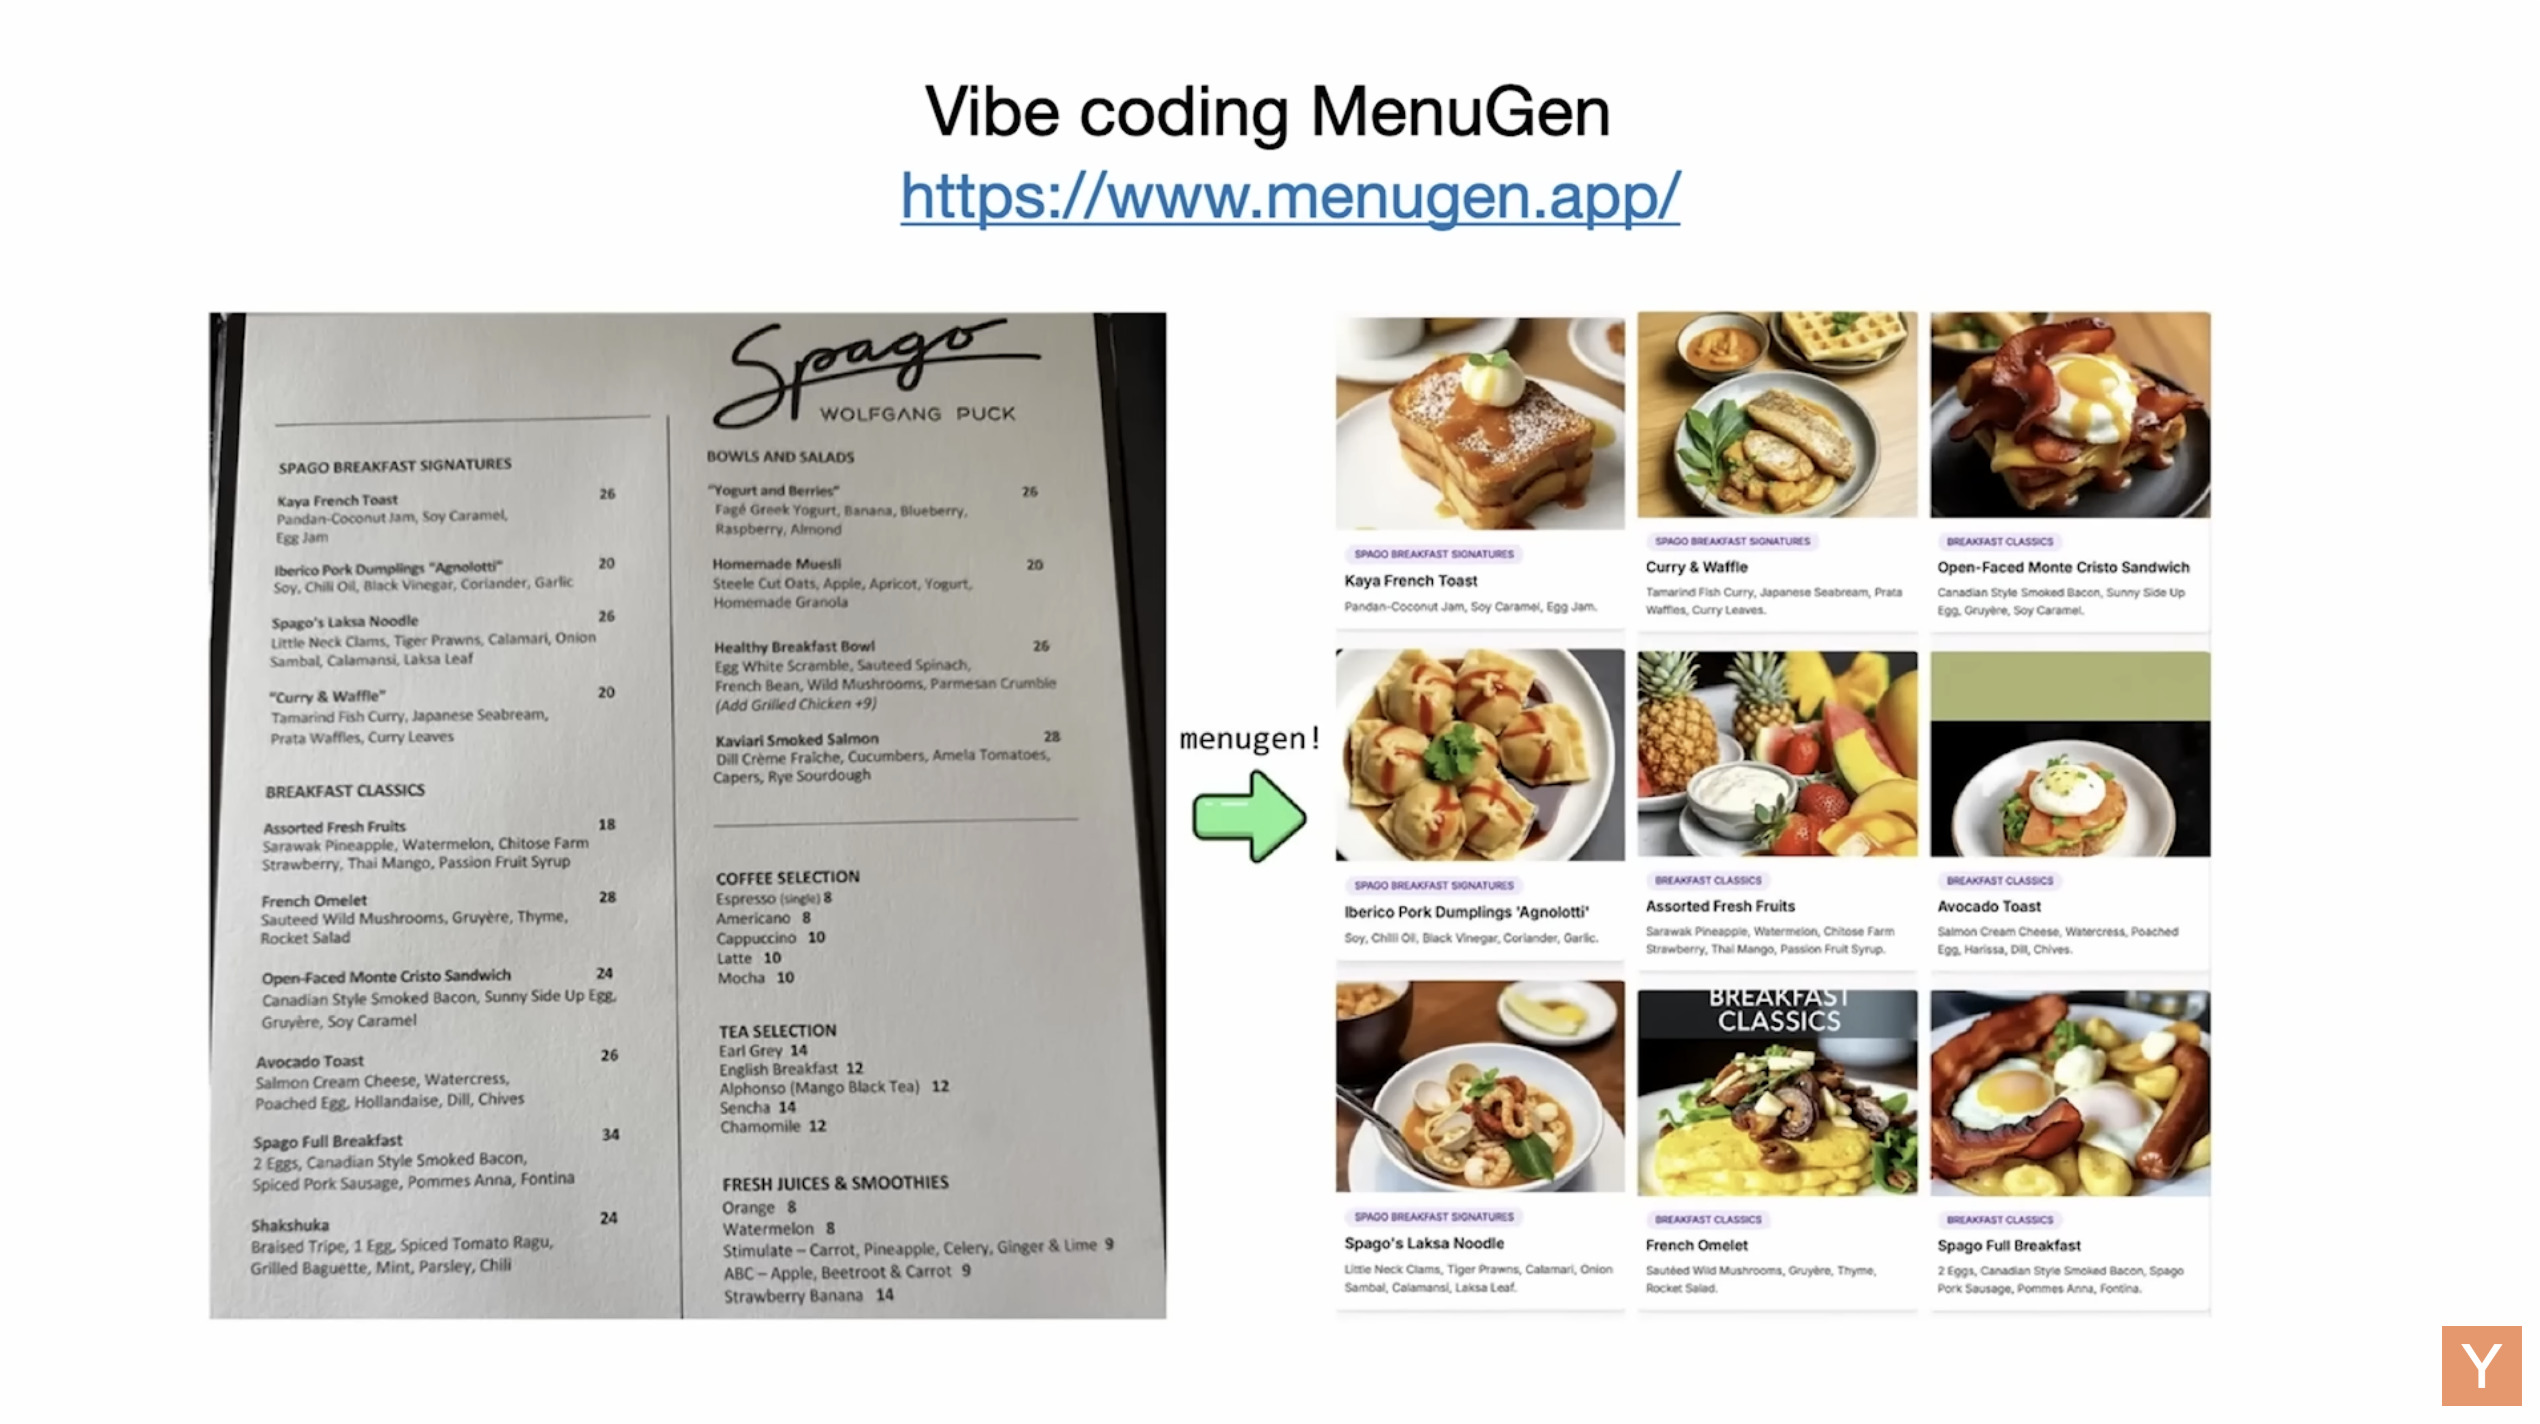 Vibe coding MenuGen
https://www.menugen.app/
Spago
WOLFGANG PUCK
SPAGO BREAKFAST SIGNATURES
Kaya French Toast 26
Pandan-Coconut Jam, Soy Caramel,
Egg Jam
Iberico Pork Dumplings "Agnolotti" 20
Soy, Chili Oil, Black Vinegar, Coriander, Garlic
Spago's Laksa Noodle 26
Little Neck Clams, Tiger Prawns, Calamari, Onion
Sambal, Calamansi, Laksa Leaf
"Curry & Waffle" 20
Tamarind Fish Curry, Japanese Seabream,
Prata Waffles, Curry Leaves
BREAKFAST CLASSICS
Assorted Fresh Fruits 18
Sarawak Pineapple, Watermelon, Chitose Farm
Strawberry, Thai Mango, Passion Fruit Syrup
French Omelet 28
Sauteed Wild Mushrooms, Gruyère, Thyme,
Rocket Salad
Open-Faced Monte Cristo Sandwich 24
Canadian Style Smoked Bacon, Sunny Side Up Egg,
Gruyère, Soy Caramel
Avocado Toast 26
Salmon Cream Cheese, Watercress,
Poached Egg, Hollandaise, Dill, Chives
Spago Full Breakfast 34
2 Eggs, Canadian Style Smoked Bacon,
Spiced Pork Sausage, Pommes Anna, Fontina
Shakshuka 24
Braised Tripe, 1 Egg, Spiced Tomato Ragu,
Grilled Baguette, Mint, Parsley, Chili
BOWLS AND SALADS
"Yogurt and Berries" 26
Fagé Greek Yogurt, Banana, Blueberry,
Raspberry, Almond
Homemade Muesli 20
Steele Cut Oats, Apple, Apricot, Yogurt,
Homemade Granola
Healthy Breakfast Bowl 26
Egg White Scramble, Sauteed Spinach,
French Bean, Wild Mushrooms, Parmesan Crumble
(Add Grilled Chicken +9)
Kaviari Smoked Salmon 28
Dill Crème Fraîche, Cucumbers, Amela Tomatoes,
Capers, Rye Sourdough
COFFEE SELECTION
Espresso (single) 8
Americano 8
Cappuccino 10
Latte 10
Mocha 10
TEA SELECTION
Earl Grey 14
English Breakfast 12
Alphonso (Mango Black Tea) 12
Sencha 14
Chamomile 12
FRESH JUICES & SMOOTHIES
Orange 8
Watermelon 8
Stimulate – Carrot, Pineapple, Celery, Ginger & Lime 9
ABC – Apple, Beetroot & Carrot 9
Strawberry Banana 14
menugen!
SPAGO BREAKFAST SIGNATURES
Kaya French Toast
Pandan-Coconut Jam, Soy Caramel, Egg Jam.
SPAGO BREAKFAST SIGNATURES
Curry & Waffle
Tamarind Fish Curry, Japanese Seabream, Prata
Waffles, Curry Leaves.
BREAKFAST CLASSICS
Open-Faced Monte Cristo Sandwich
Canadian Style Smoked Bacon, Sunny Side Up
Egg, Gruyère, Soy Caramel.
SPAGO BREAKFAST SIGNATURES
Iberico Pork Dumplings 'Agnolotti'
Soy, Chilli Oil, Black Vinegar, Coriander, Garlic.
BREAKFAST CLASSICS
Assorted Fresh Fruits
Sarawak Pineapple, Watermelon, Chitose Farm
Strawberry, Thai Mango, Passion Fruit Syrup.
BREAKFAST CLASSICS
Avocado Toast
Salmon Cream Cheese, Watercress, Poached
Egg, Harissa, Dill, Chives.
SPAGO BREAKFAST SIGNATURES
Spago's Laksa Noodle
Little Neck Clams, Tiger Prawns, Calamari, Onion
Sambal, Calamansi, Laksa Leaf.
BREAKFAST
CLASSICS
BREAKFAST CLASSICS
French Omelet
Sautéed Wild Mushrooms, Gruyère, Thyme,
Rocket Salad.
BREAKFAST CLASSICS
Spago Full Breakfast
2 Eggs, Canadian Style Smoked Bacon, Spago
Pork Sausage, Pommes Anna, Fontina.
Y